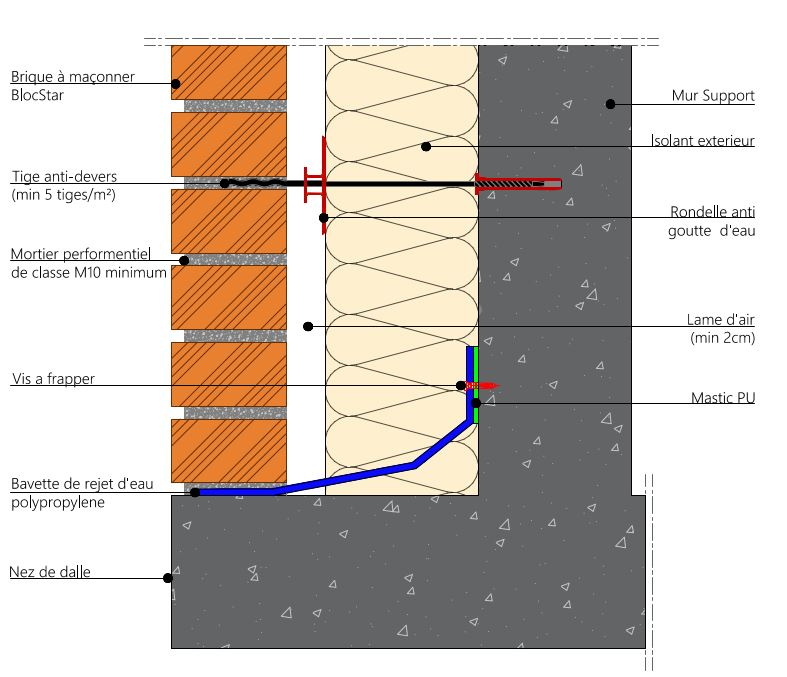 Brique à maçonner
BlocStar
Tige anti-devers
(min 5 tiges/m²)
Mortier performentiel
de classe M10 minimum
Vis a frapper
Bavette de rejet d'eau
polypropylene
Nez de dalle
Mur Support
Isolant exterieur
Rondelle anti
goutte d'eau
Lame d'air
(min 2cm)
Mastic PU